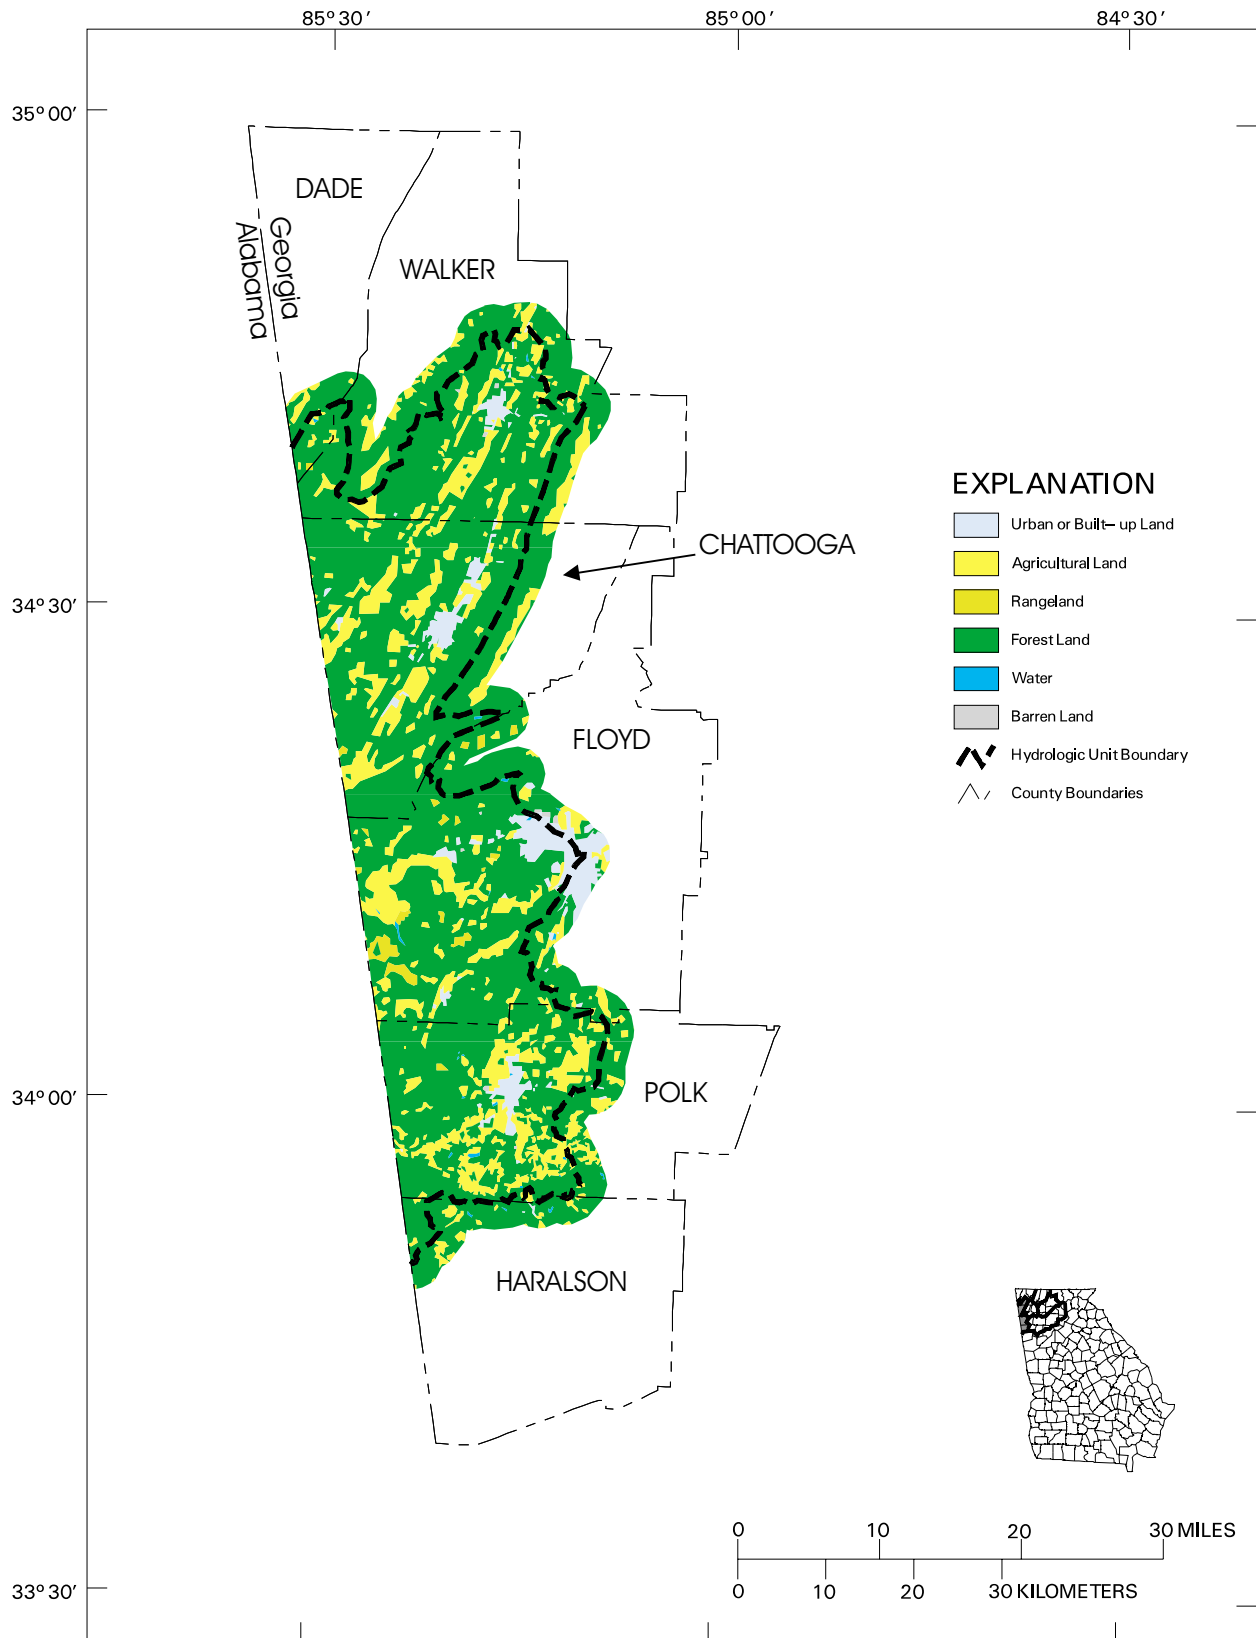 85°30'
85°00'
84°30'
35°00'
DADE
Georgia
Alabama
WALKER
EXPLANATION
Urban or Built–up Land
CHATTOOGA
Agricultural Land
34°30'
Rangeland
Forest Land
Water
Barren Land
FLOYD
Hydrologic Unit Boundary
County Boundaries
34°00'
POLK
HARALSON
0 10 20 30 MILES
33°30'
0 10 20 30 KILOMETERS